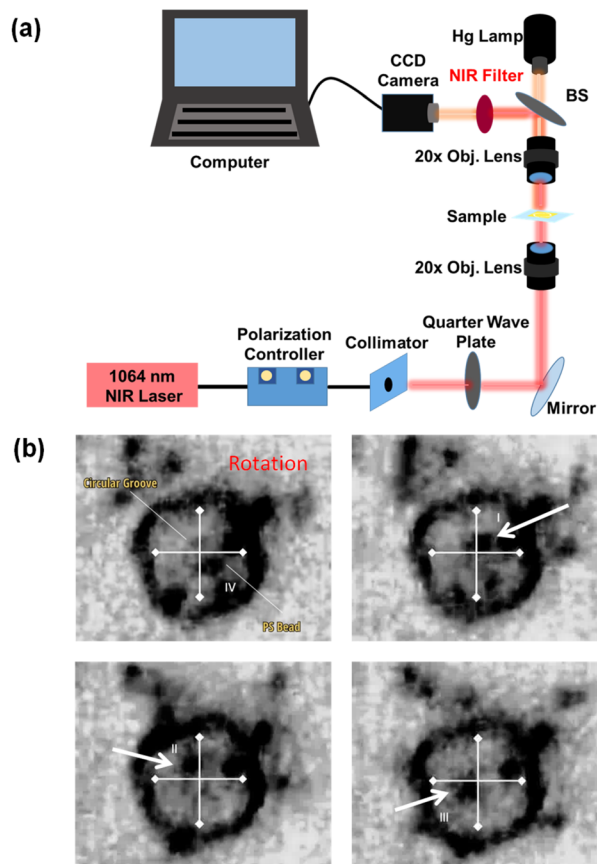 (a)
Hg Lamp
CCD
Camera
NIR Filter
BS
Computer
20x Obj. Lens
Sample
20x Obj. Lens
Quarter Wave
Plate
Polarization
Controller
Collimator
1064 nm
NIR Laser
Mirror
(b)
Rotation
Circular Groove
IV
PS Bead
I
II
III